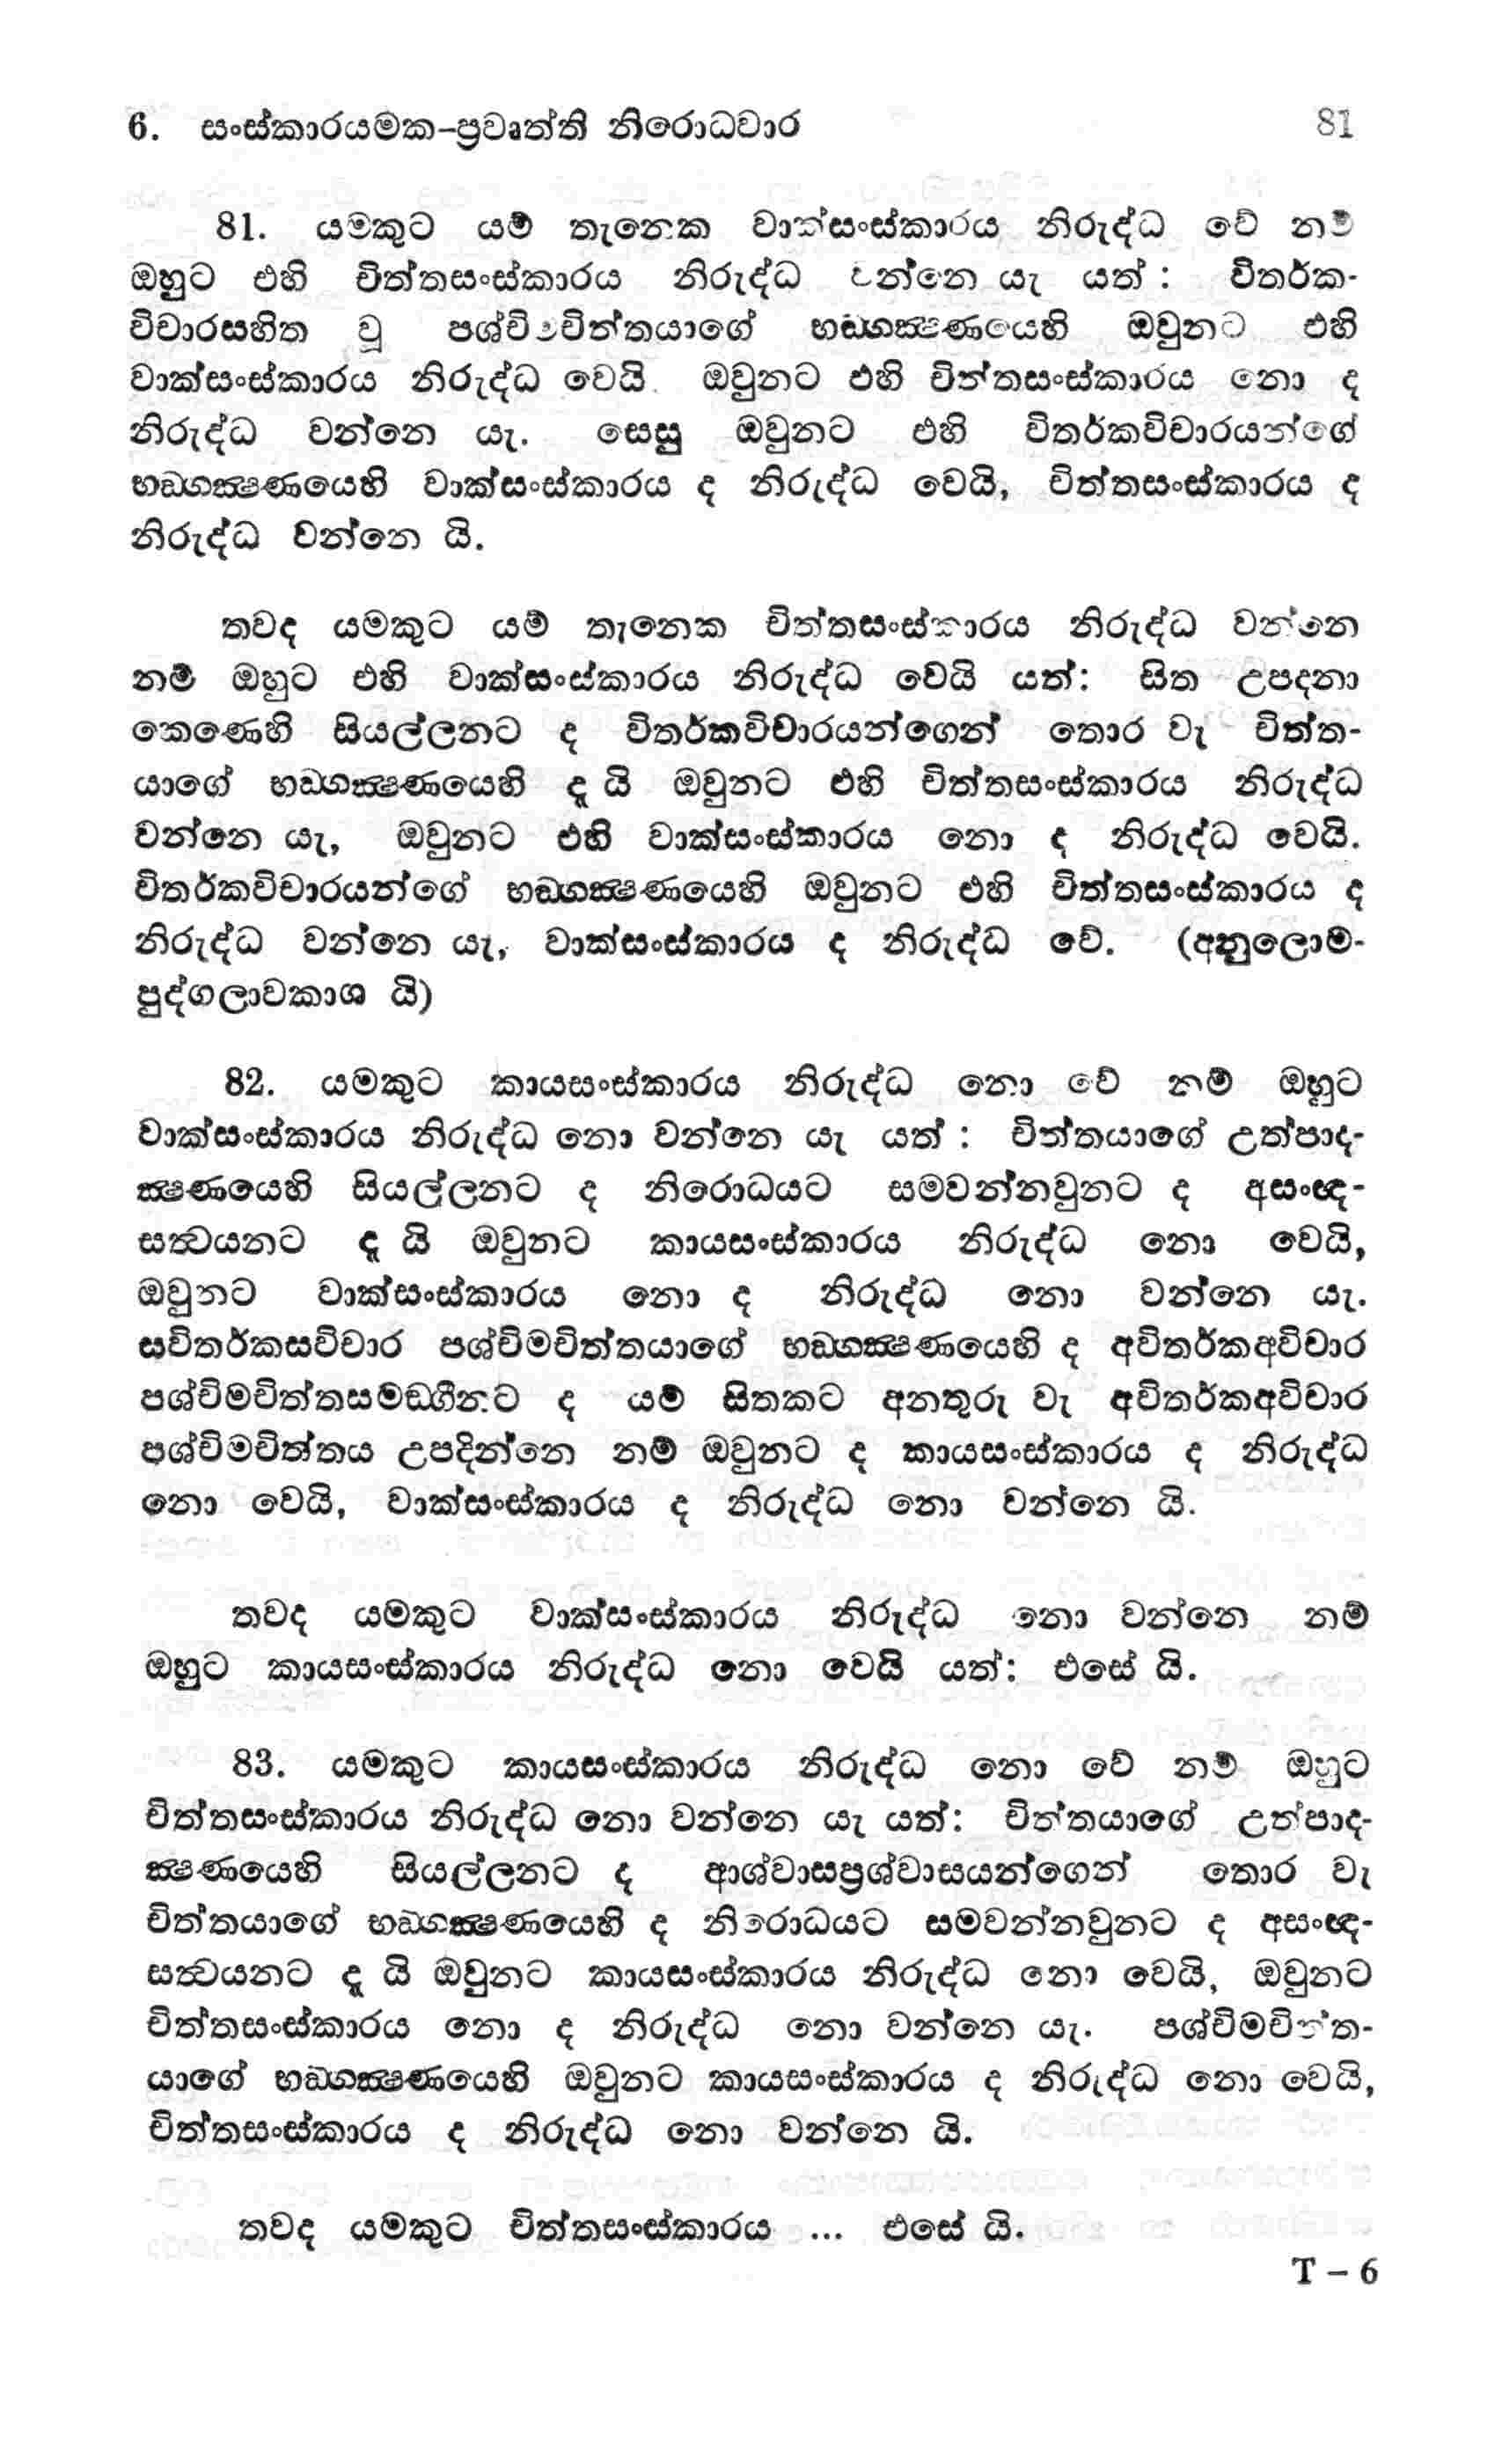 6. සංස්කාරයමක-ප්‍රවෘත්ති නිරොධවාර 81
81. යමකුට යම් තැනෙක වාක්සංස්කාරය නිරුද්ධ වේ නම්
ඔහුට එහි චිත්තසංස්කාරය නිරුද්ධ වන්නෙ යැ යත් : විතර්ක-
විචාරසහිත වූ පශ්චිමචිත්තයාගේ භඞ්ගක්‍ෂණයෙහි ඔවුනට එහි
වාක්සංස්කාරය නිරුද්ධ වෙයි. ඔවුනට එහි චිත්තසංස්කාරය නො ද
නිරුද්ධ වන්නෙ යැ. සෙසු ඔවුනට එහි විතර්කවිචාරයන්ගේ
භඞ්ගක්‍ෂණයෙහි වාක්සංස්කාරය ද නිරුද්ධ වෙයි, චිත්තසංස්කාරය ද
නිරුද්ධ වන්නෙ යි.
තවද යමකුට යම් තැනෙක චිත්තසංස්කාරය නිරුද්ධ වන්නෙ
නම් ඔහුට එහි වාක්සංස්කාරය නිරුද්ධ වෙයි යත්: සිත උපදනා
කෙණෙහි සියල්ලනට ද විතර්කවිචාරයන්ගෙන් තොර වැ චිත්ත-
යාගේ භඞ්ගක්‍ෂණයෙහි දු යි ඔවුනට එහි චිත්තසංස්කාරය නිරුද්ධ
වන්නෙ යැ, ඔවුනට එහි වාක්සංස්කාරය නො ද නිරුද්ධ වෙයි.
විතර්කවිචාරයන්ගේ භඞ්ගක්‍ෂණයෙහි ඔවුනට එහි චිත්තසංස්කාරය ද
නිරුද්ධ වන්නෙ යැ, වාක්සංස්කාරය ද නිරුද්ධ වේ. (අනුලොම-
පුද්ගලාවකාශ යි)
82. යමකුට කායසංස්කාරය නිරුද්ධ නො වේ නම් ඔහුට
වාක්සංස්කාරය නිරුද්ධ නො වන්නෙ යැ යත් : චිත්තයාගේ උත්පාද-
ක්‍ෂණයෙහි සියල්ලනට ද නිරොධයට සමවන්නවුනට ද අසංඥ-
සත්‍වයනට දු යි ඔවුනට කායසංස්කාරය නිරුද්ධ නො වෙයි,
ඔවුනට වාක්සංස්කාරය නො ද නිරුද්ධ නො වන්නෙ යැ.
සවිතර්කසවිචාර පශ්චිමචිත්තයාගේ භඞ්ගක්‍ෂණයෙහි ද අවිතර්කඅවිචාර
පශ්චිමචිත්තසමඞ්ගීනට ද යම් සිතකට අනතුරු වැ අවිතර්කඅවිචාර
පශ්චිමචිත්තය උපදින්නෙ නම් ඔවුනට ද කායසංස්කාරය ද නිරුද්ධ
නො වෙයි, වාක්සංස්කාරය ද නිරුද්ධ නො වන්නෙ යි.
තවද යමකුට වාක්සංස්කාරය නිරුද්ධ නො වන්නෙ නම්
ඔහුට කායසංස්කාරය නිරුද්ධ නො වෙයි යත්: එසේ යි.
83. යමකුට කායසංස්කාරය නිරුද්ධ නො වේ නම් ඔහුට
චිත්තසංස්කාරය නිරුද්ධ නො වන්නෙ යැ යත්: චිත්තයාගේ උත්පාද-
ක්‍ෂණයෙහි සියල්ලනට ද ආශ්වාසප්‍රශ්වාසයන්ගෙන් තොර වැ
චිත්තයාගේ භඞ්ගක්‍ෂණයෙහි ද නිරොධයට සමවන්නවුනට ද අසංඥ-
සත්‍වයනට දු යි ඔවුනට කායසංස්කාරය නිරුද්ධ නො වෙයි, ඔවුනට
චිත්තසංස්කාරය නො ද නිරුද්ධ නො වන්නෙ යැ. පශ්චිමචිත්ත-
යාගේ භඞ්ගක්‍ෂණයෙහි ඔවුනට කායසංස්කාරය ද නිරුද්ධ නො වෙයි,
චිත්තසංස්කාරය ද නිරුද්ධ නො වන්නෙ යි.
තවද යමකුට චිත්තසංස්කාරය ... එසේ යි.
T – 6